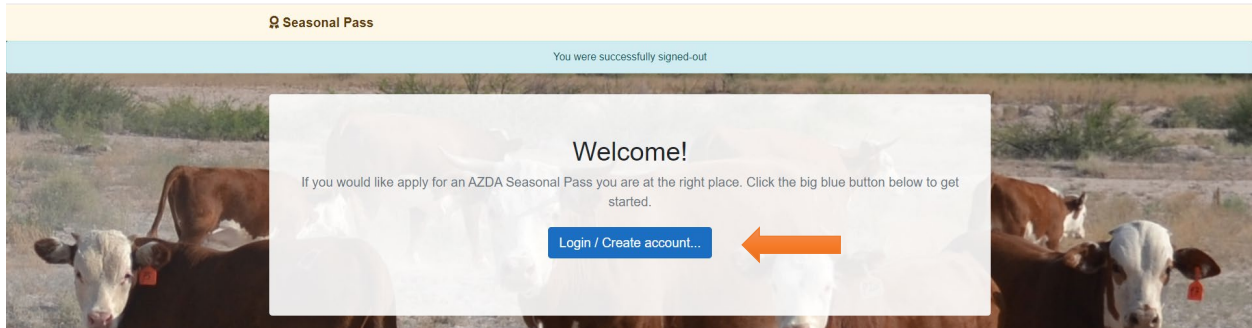 Seasonal Pass
You were successfully signed-out
Welcome!
If you would like apply for an AZDA Seasonal Pass you are at the right place. Click the big blue button below to get
started.
Login / Create account...